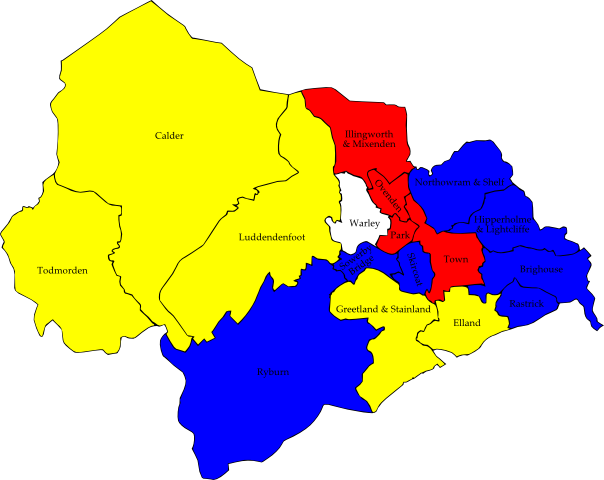 Illingworth
& Mixenden
Calder
Northowram & Shelf
Ovenden
Warley
Hipperholme
& Lightcliffe
Park
Luddendenfoot
Town
Sowerby
Bridge
Skircoat
Todmorden
Brighouse
Rastrick
Greetland & Stainland
Elland
Ryburn